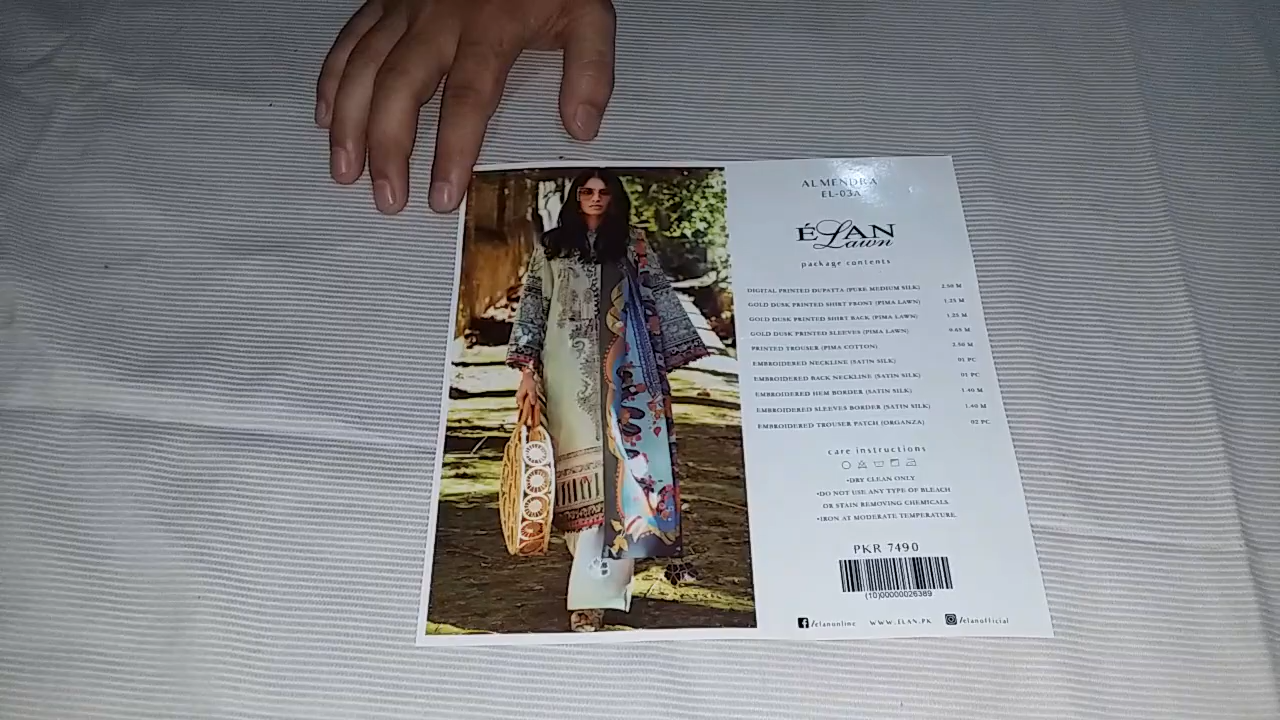 ALMENDRA
EL-03A
ÉLAN
Lawn
package contents
DIGITAL PRINTED DUPATTA (PURE MEDIUM SILK) 2.50 M
GOLD DUSK PRINTED SHIRT FRONT (PIMA LAWN) 1.25 M
GOLD DUSK PRINTED SHIRT BACK (PIMA LAWN) 1.25 M
GOLD DUSK PRINTED SLEEVES (PIMA LAWN) 0.65 M
PRINTED TROUSER (PIMA COTTON) 2.50 M
EMBROIDERED NECKLINE (SATIN SILK) 01 PC
EMBROIDERED BACK NECKLINE (SATIN SILK) 01 PC
EMBROIDERED HEM BORDER (SATIN SILK) 1.40 M
EMBROIDERED SLEEVES BORDER (SATIN SILK) 1.40 M
EMBROIDERED TROUSER PATCH (ORGANZA) 02 PC
care instructions
•DRY CLEAN ONLY
•DO NOT USE ANY TYPE OF BLEACH
OR STAIN REMOVING CHEMICALS.
•IRON AT MODERATE TEMPERATURE.
PKR 7490
(10)00000026389
/elanonline WWW.ÉLAN.PK /elanofficial